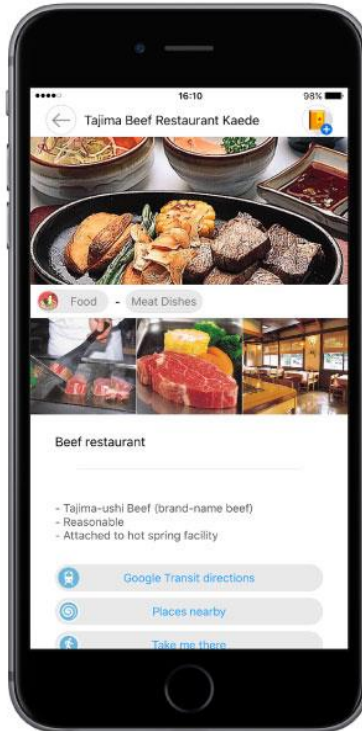 16:10
98%
Tajima Beef Restaurant Kaede
Food - Meat Dishes
Beef restaurant
- Tajima-ushi Beef (brand-name beef)
- Reasonable
- Attached to hot spring facility
Google Transit directions
Places nearby
Take me there